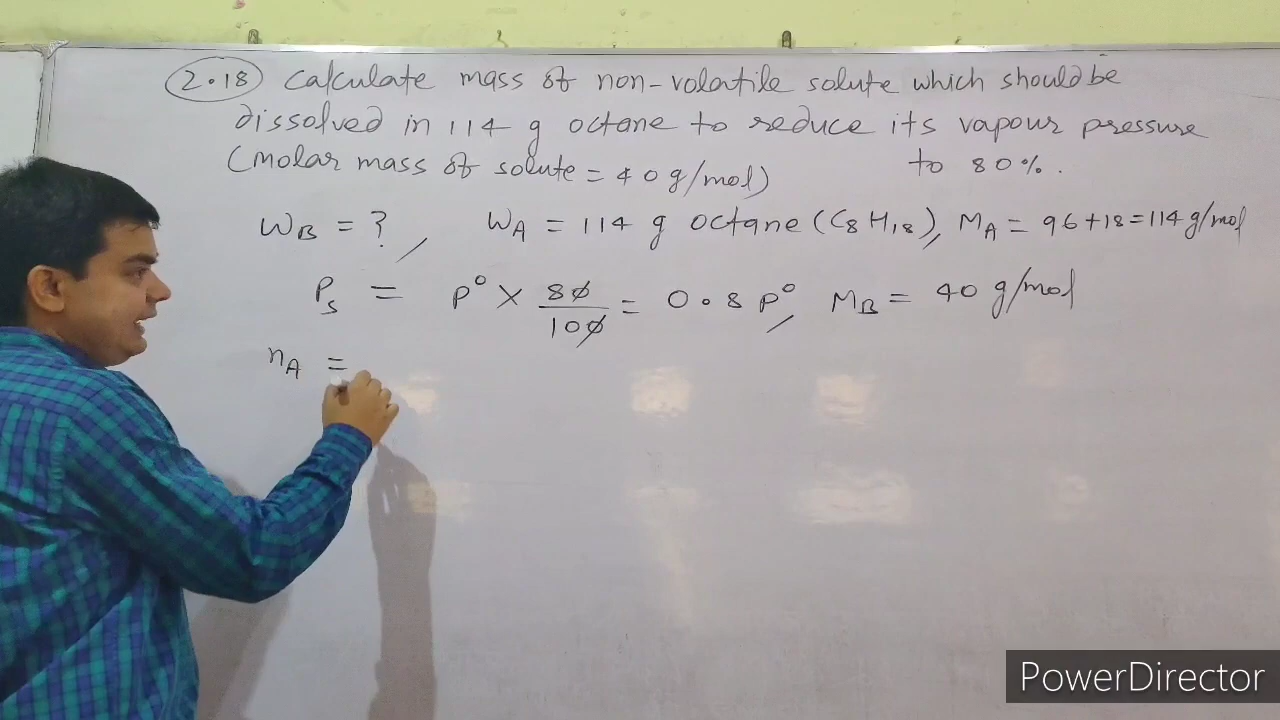 2.18 Calculate mass of non-volatile solute which should be
dissolved in 114 g octane to reduce its vapour pressure
(molar mass of solute = 40 g/mol) to 80%.
WB = ? , WA = 114 g octane (C8H18), MA = 96+18=114 g/mol
Ps = P° × 80/100 = 0.8 P°, MB = 40 g/mol
nA =
PowerDirector